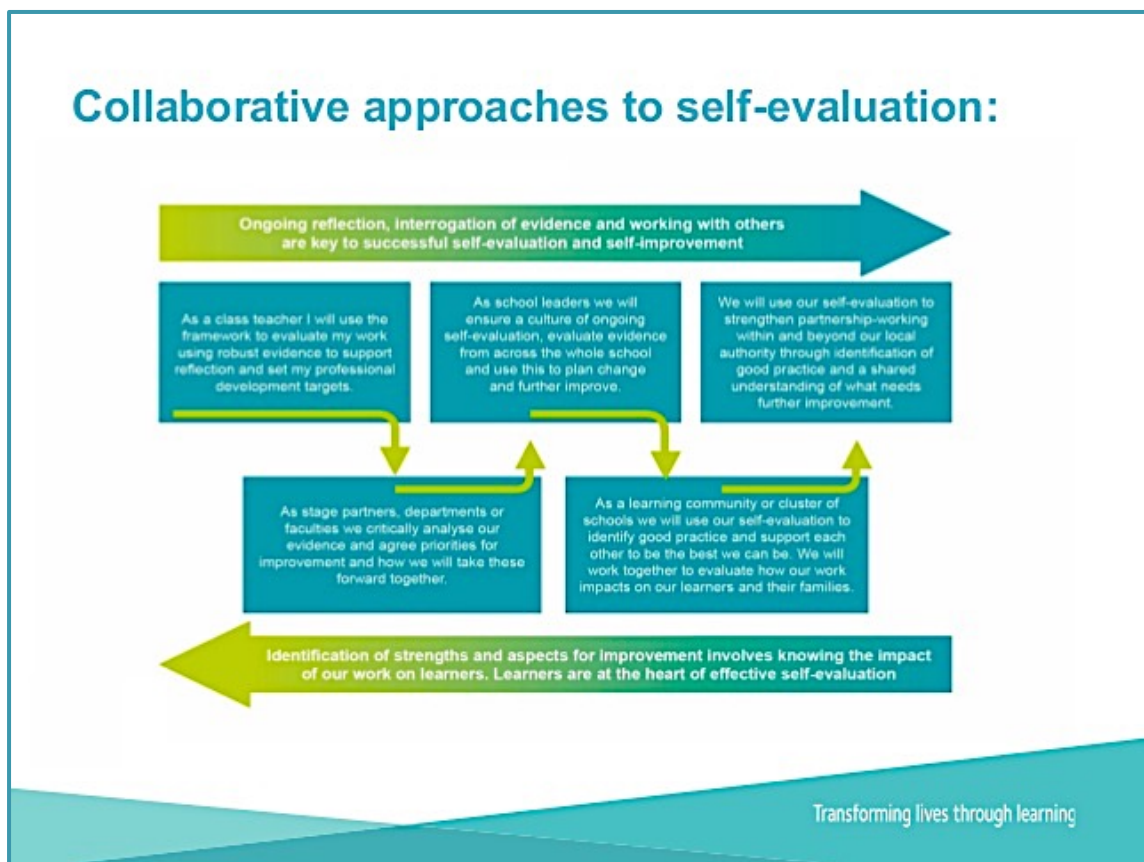 Collaborative approaches to self-evaluation:
Ongoing reflection, interrogation of evidence and working with others
are key to successful self-evaluation and self-improvement
As a class teacher I will use the
framework to evaluate my work
using robust evidence to support
reflection and set my professional
development targets.
As stage partners, departments or
faculties we critically analyse our
evidence and agree priorities for
improvement and how we will take these
forward together.
As school leaders we will
ensure a culture of ongoing
self-evaluation, evaluate evidence
from across the whole school
and use this to plan change
and further improve.
As a learning community or cluster of
schools we will use our self-evaluation to
identify good practice and support each
other to be the best we can be. We will
work together to evaluate how our work
impacts on our learners and their families.
We will use our self-evaluation to
strengthen partnership-working
within and beyond our local
authority through identification of
good practice and a shared
understanding of what needs
further improvement.
Identification of strengths and aspects for improvement involves knowing the impact
of our work on learners. Learners are at the heart of effective self-evaluation
Transforming lives through learning